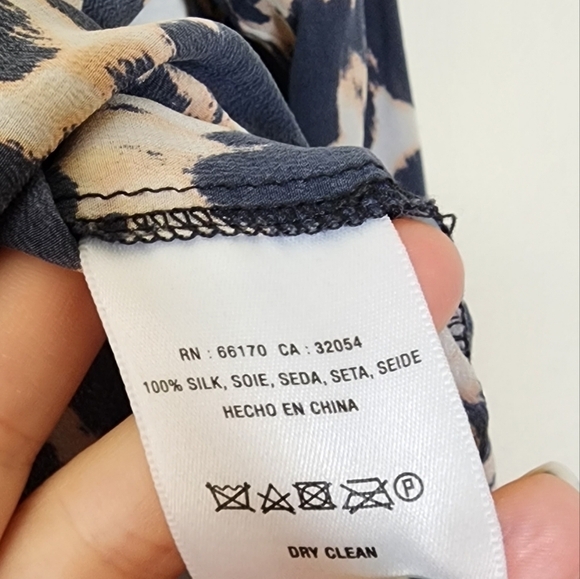 RN : 66170 CA : 32054
100% SILK, SOIE, SEDA, SETA, SEIDE
HECHO EN CHINA
P
DRY CLEAN